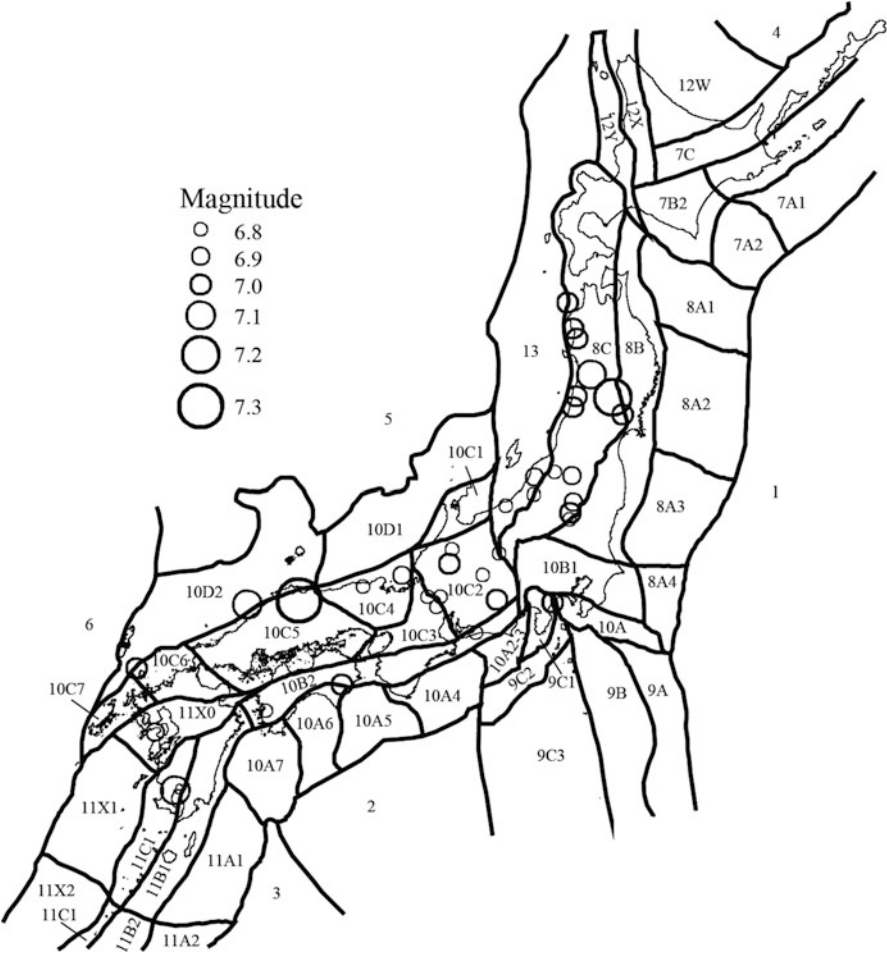 4
12W
12X
12Y
7C
Magnitude
6.8
6.9
7.0
7.1
7.2
7.3
7B2
7A1
7A2
8A1
13
8C
8B
8A2
5
10C1
1
8A3
10D1
10B1
8A4
10D2
10C2
10C4
6
10C5
10C3
10A
10A2-3
10C6
9C2
9C1
10B2
10C7
11X0
10A4
9B
9A
10A6
10A5
9C3
10A7
11X1
2
11C1
11B1
11A1
11X2
3
11C1
11B2
11A2